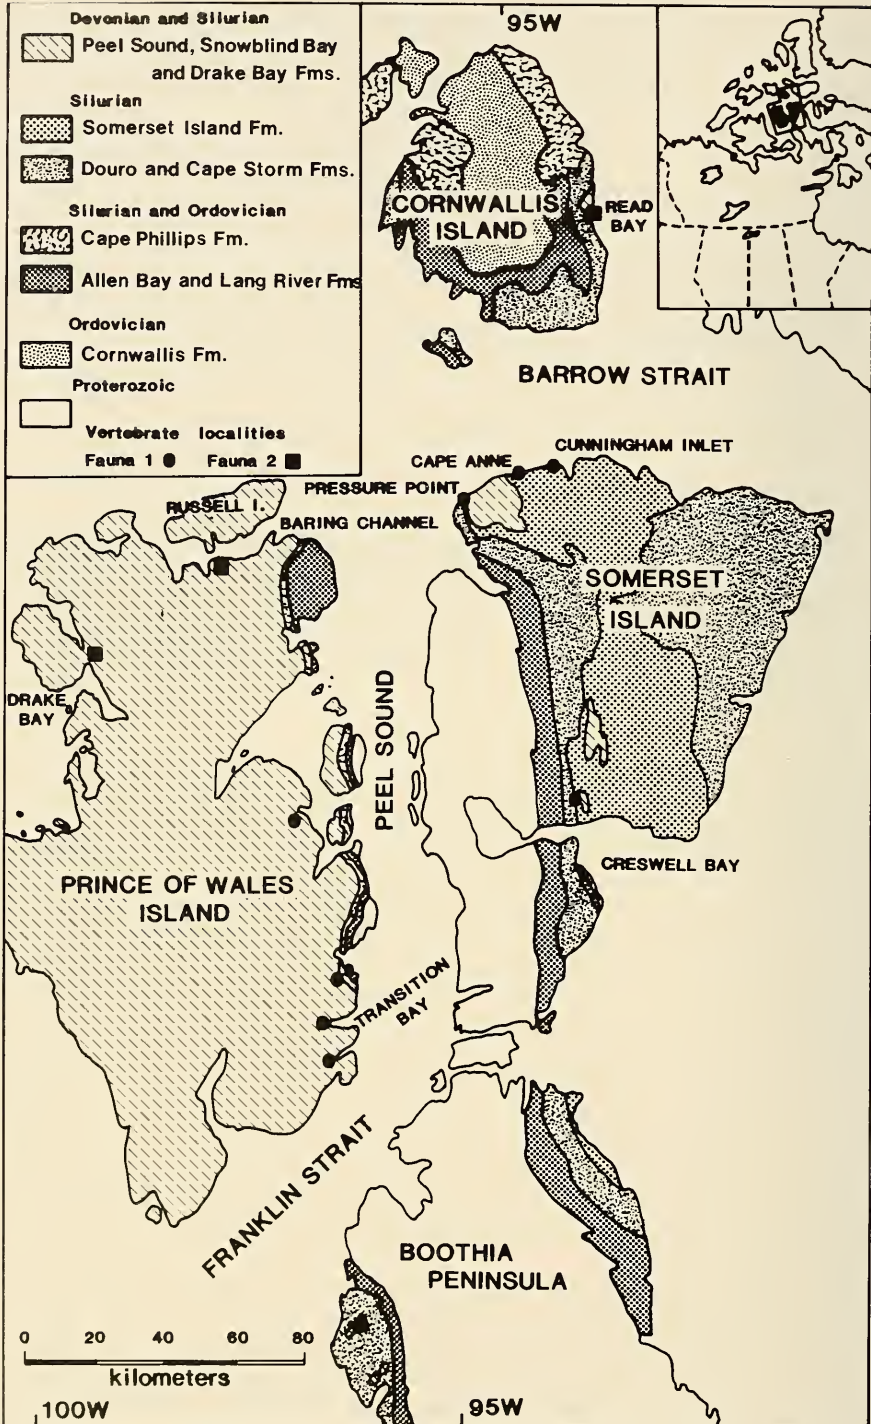 Devonian and Silurian
Peel Sound, Snowblind Bay
and Drake Bay Fms.
Silurian
Somerset Island Fm.
Douro and Cape Storm Fms.
Silurian and Ordovician
Cape Phillips Fm.
Allen Bay and Lang River Fms
Ordovician
Cornwallis Fm.
Proterozoic
Vertebrate localities
Fauna 1 Fauna 2
95W
CORNWALLIS
ISLAND
READ
BAY
BARROW STRAIT
CUNNINGHAM INLET
CAPE ANNE
PRESSURE POINT
RUSSELL I.
BARING CHANNEL
SOMERSET
ISLAND
DRAKE
BAY
PEEL SOUND
CRESWELL BAY
PRINCE OF WALES
ISLAND
TRANSITION
BAY
FRANKLIN STRAIT
BOOTHIA
PENINSULA
0 20 40 60 80
kilometers
100W
95W